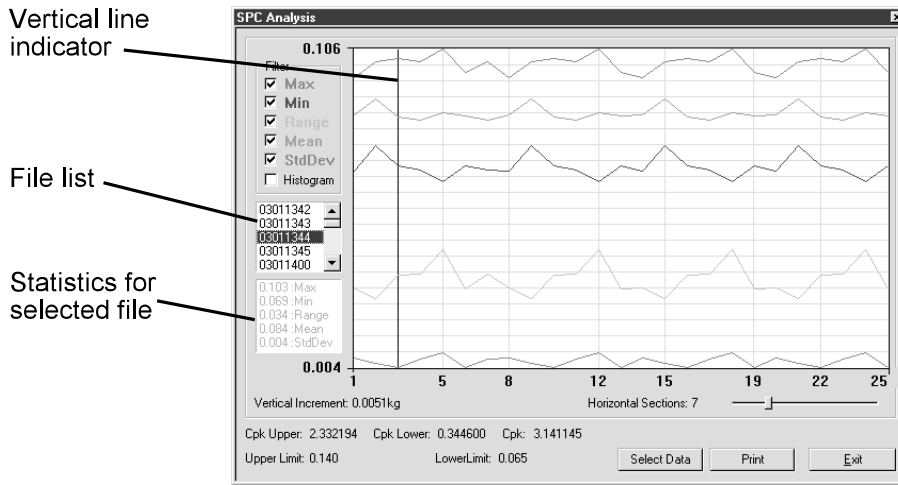 Vertical line
indicator
File list
Statistics for
selected file
SPC Analysis
0.106
Filter
Max
Min
Range
Mean
StdDev
Histogram
03011342
03011343
03011344
03011345
03011400
0.103 :Max
0.069 :Min
0.034 :Range
0.084 :Mean
0.004 :StdDev
0.004
1 5 8 12 15 19 22 25
Vertical Increment: 0.0051kg Horizontal Sections: 7
Cpk Upper: 2.332194 Cpk Lower: 0.344600 Cpk: 3.141145
Upper Limit: 0.140 LowerLimit: 0.065 Select Data Print Exit